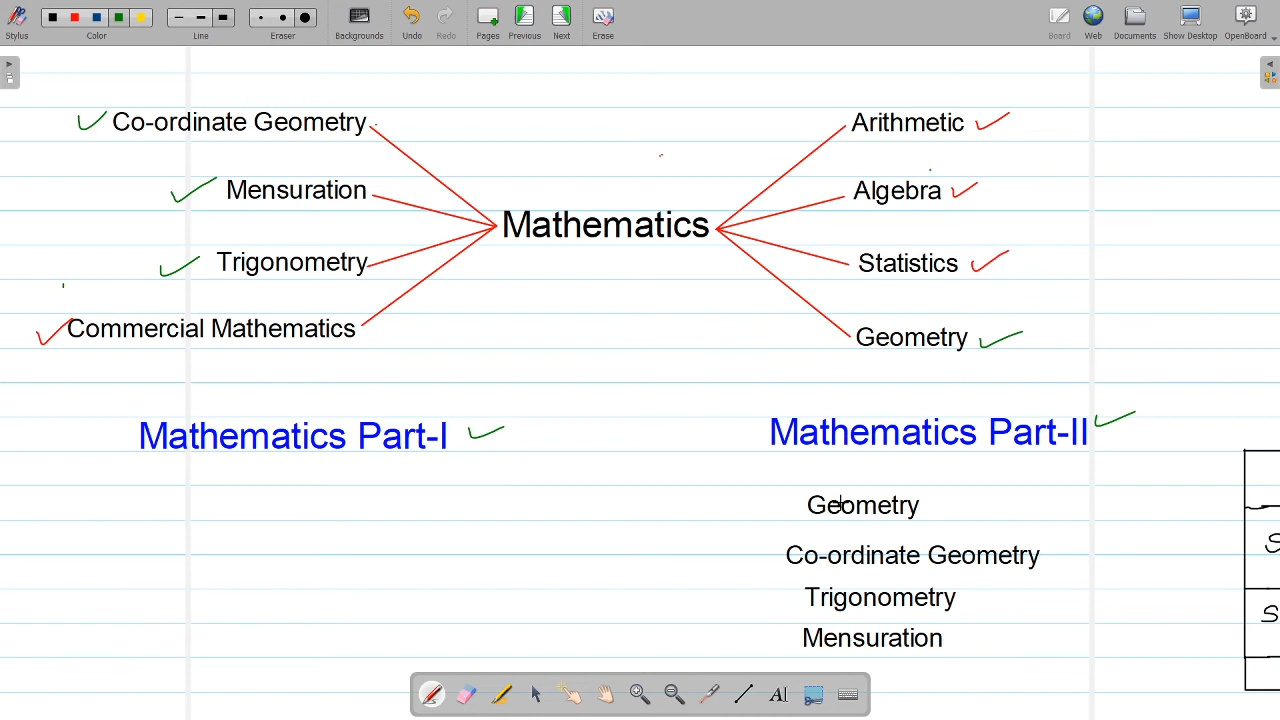 Stylus
Color
Line
Eraser
Backgrounds
Undo
Redo
Pages
Previous
Next
Erase
Board
Web
Documents
Show Desktop
OpenBoard
Co-ordinate Geometry
Arithmetic
Mensuration
Algebra
Mathematics
Trigonometry
Statistics
Commercial Mathematics
Geometry
Mathematics Part-I
Mathematics Part-II
Geometry
Co-ordinate Geometry
Trigonometry
Mensuration
S
S
AI